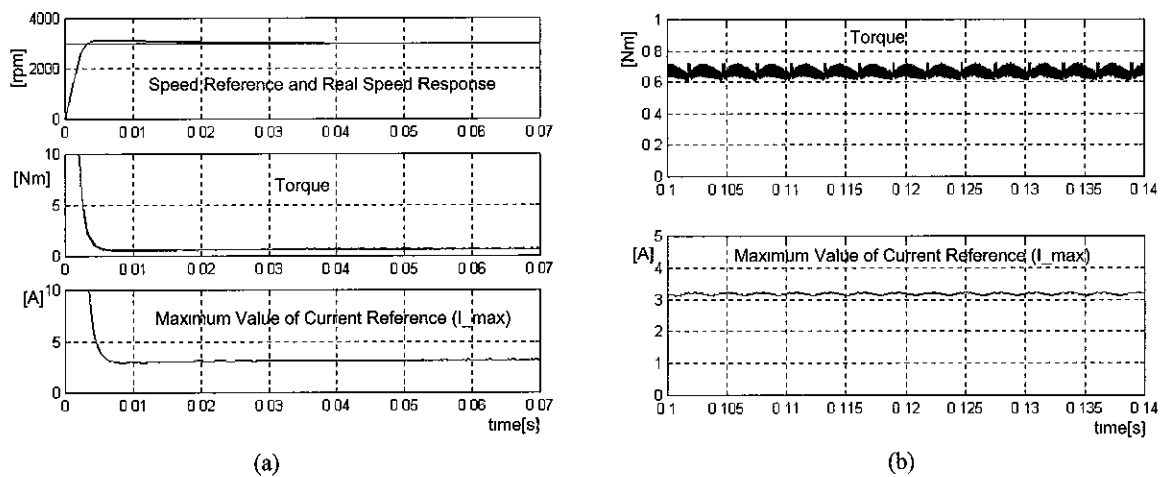 4000
[rpm]
2000
0
Speed Reference and Real Speed Response
0 0 01 0 02 0 03 0 04 0 05 0 06 0 07
10
[Nm]
5
0
Torque
0 0 01 0 02 0 03 0 04 0 05 0 06 0 07
[A]
10
5
0
Maximum Value of Current Reference (I_max)
0 0 01 0 02 0 03 0 04 0 05 0 06 0 07
time[s]
(a)
[Nm]
1
0 8
0 6
0 4
0 2
0
Torque
0 1 0 105 0 11 0 115 0 12 0 125 0 13 0 135 0 14
[A]
5
4
3
2
1
0
Maximum Value of Current Reference (I_max)
0 1 0 105 0 11 0 115 0 12 0 125 0 13 0 135 0 14
time[s]
(b)